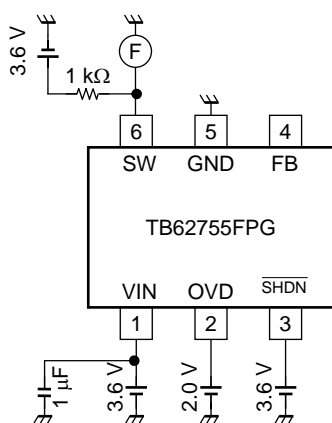 3.6 V
F
1 kΩ
6
5
4
SW
GND
FB
TB62755FPG
VIN
OVD
SHDN
1
2
3
1 μF
3.6 V
2.0 V
3.6 V